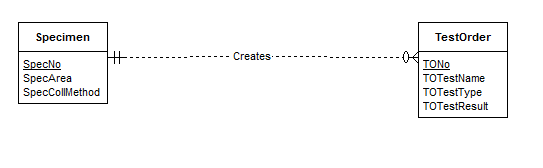 Specimen
SpecNo
SpecArea
SpecCollMethod
Creates
TestOrder
TONo
TOTestName
TOTestType
TOTestResult